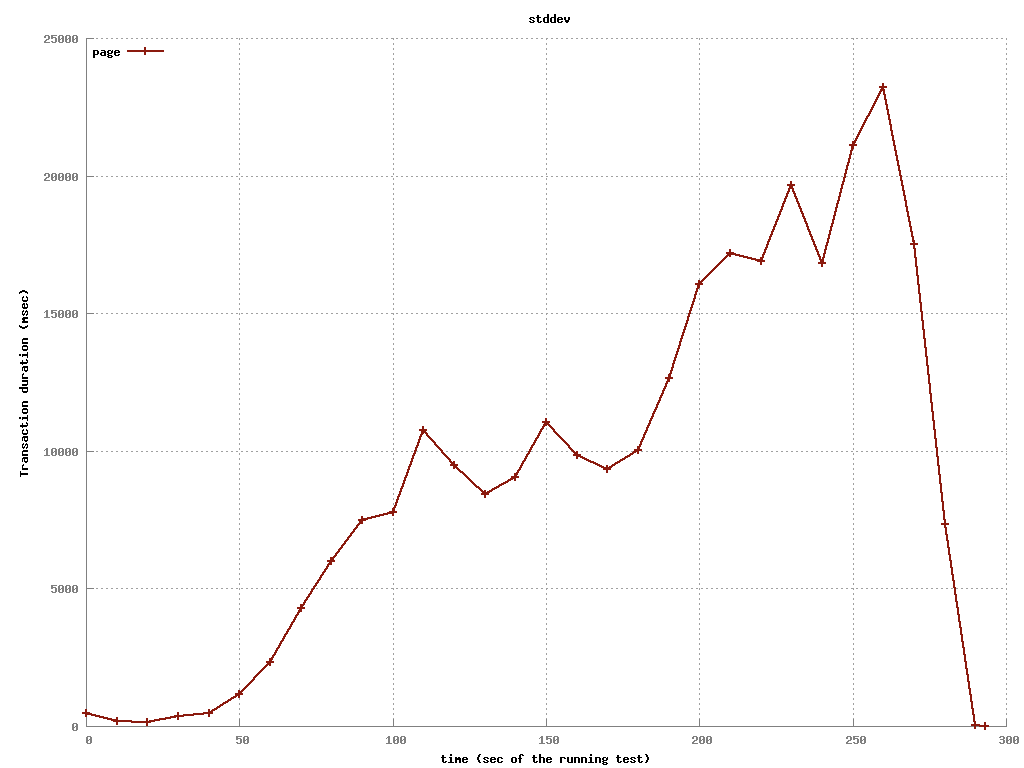 stddev
25000
page
20000
15000
10000
5000
0
Transaction duration (msec)
0 50 100 150 200 250 300
time (sec of the running test)